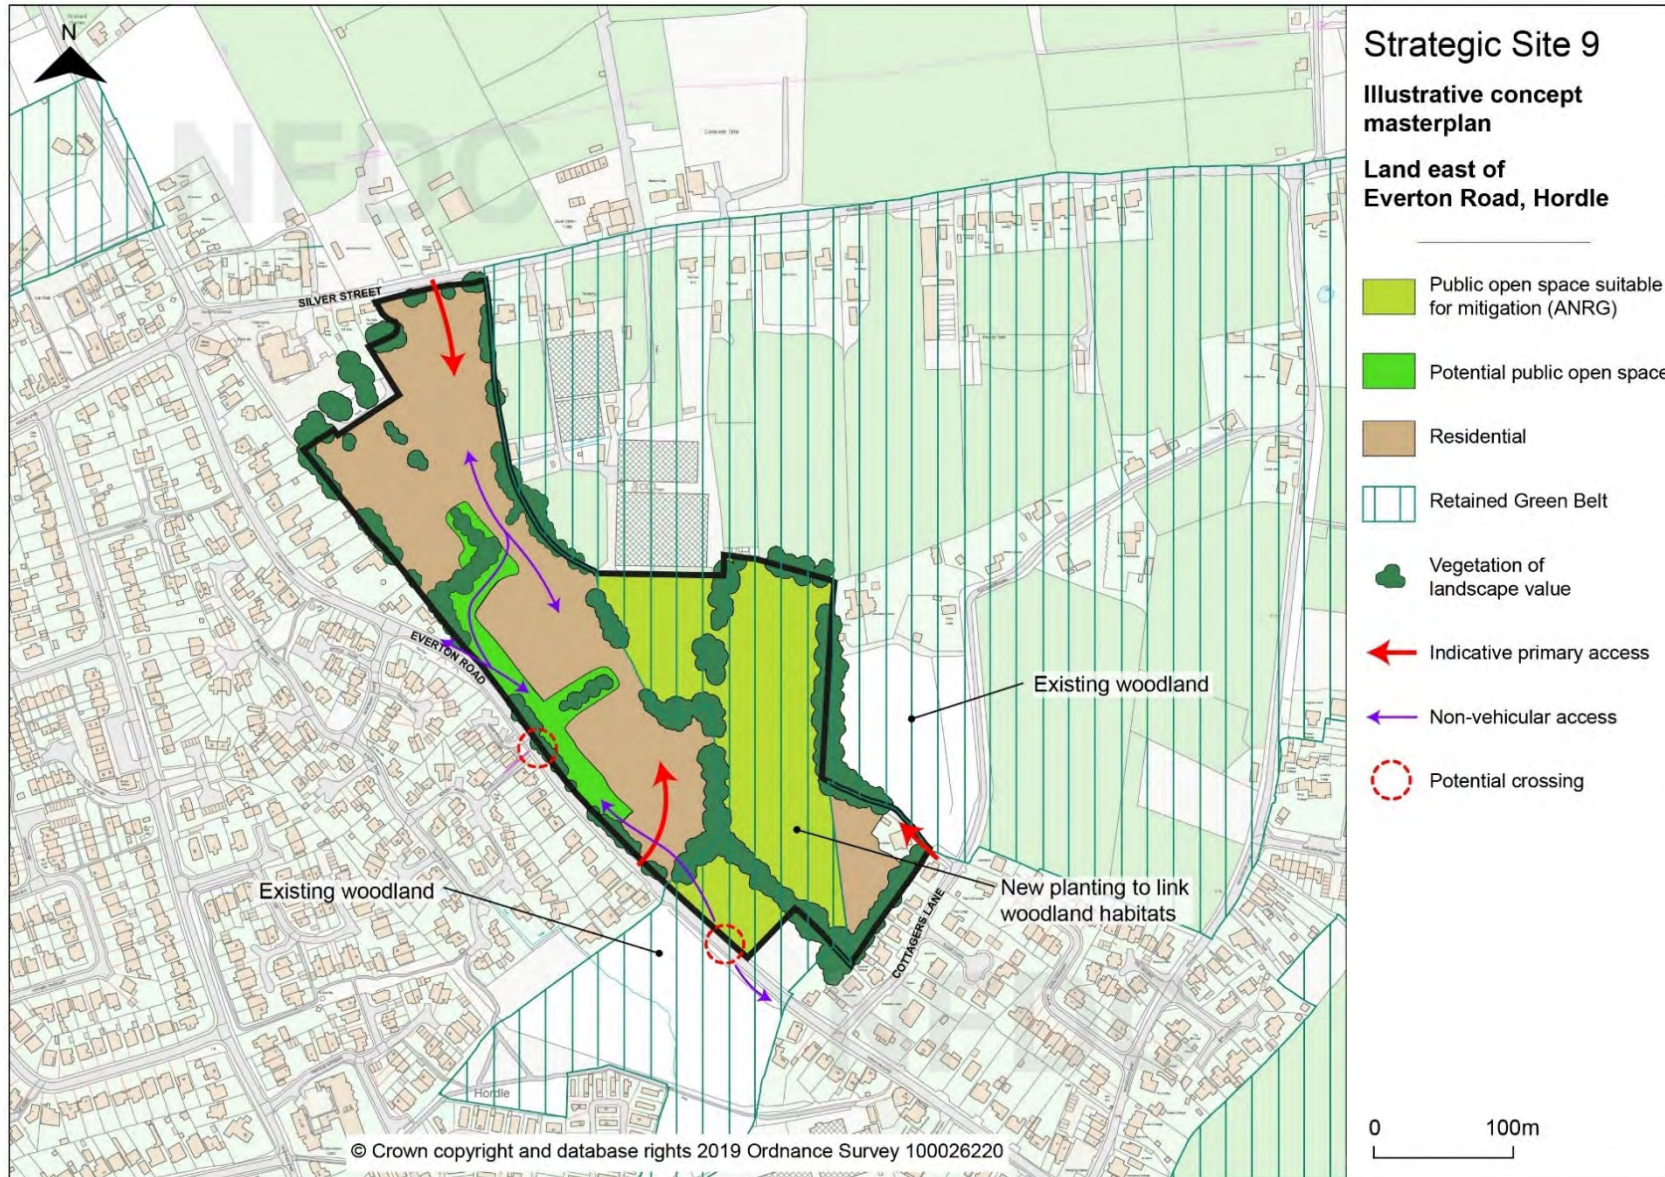 N
NFDC
SILVER STREET
EVERTON ROAD
Existing woodland
Existing woodland
New planting to link
woodland habitats
COTTAGERS LANE
Hordle
© Crown copyright and database rights 2019 Ordnance Survey 100026220
Strategic Site 9
Illustrative concept
masterplan
Land east of
Everton Road, Hordle
Public open space suitable
for mitigation (ANRG)
Potential public open space
Residential
Retained Green Belt
Vegetation of
landscape value
Indicative primary access
Non-vehicular access
Potential crossing
0 100m